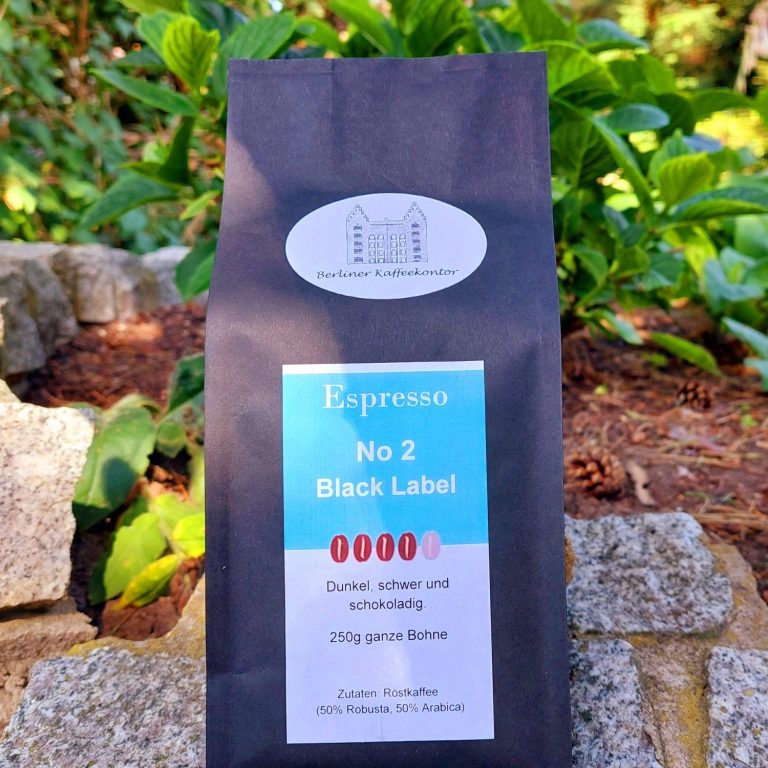 Berliner Kaffeekontor
Espresso
No 2
Black Label
Dunkel, schwer und
schokoladig.
250g ganze Bohne
Zutaten: Röstkaffee
(50% Robusta, 50% Arabica)